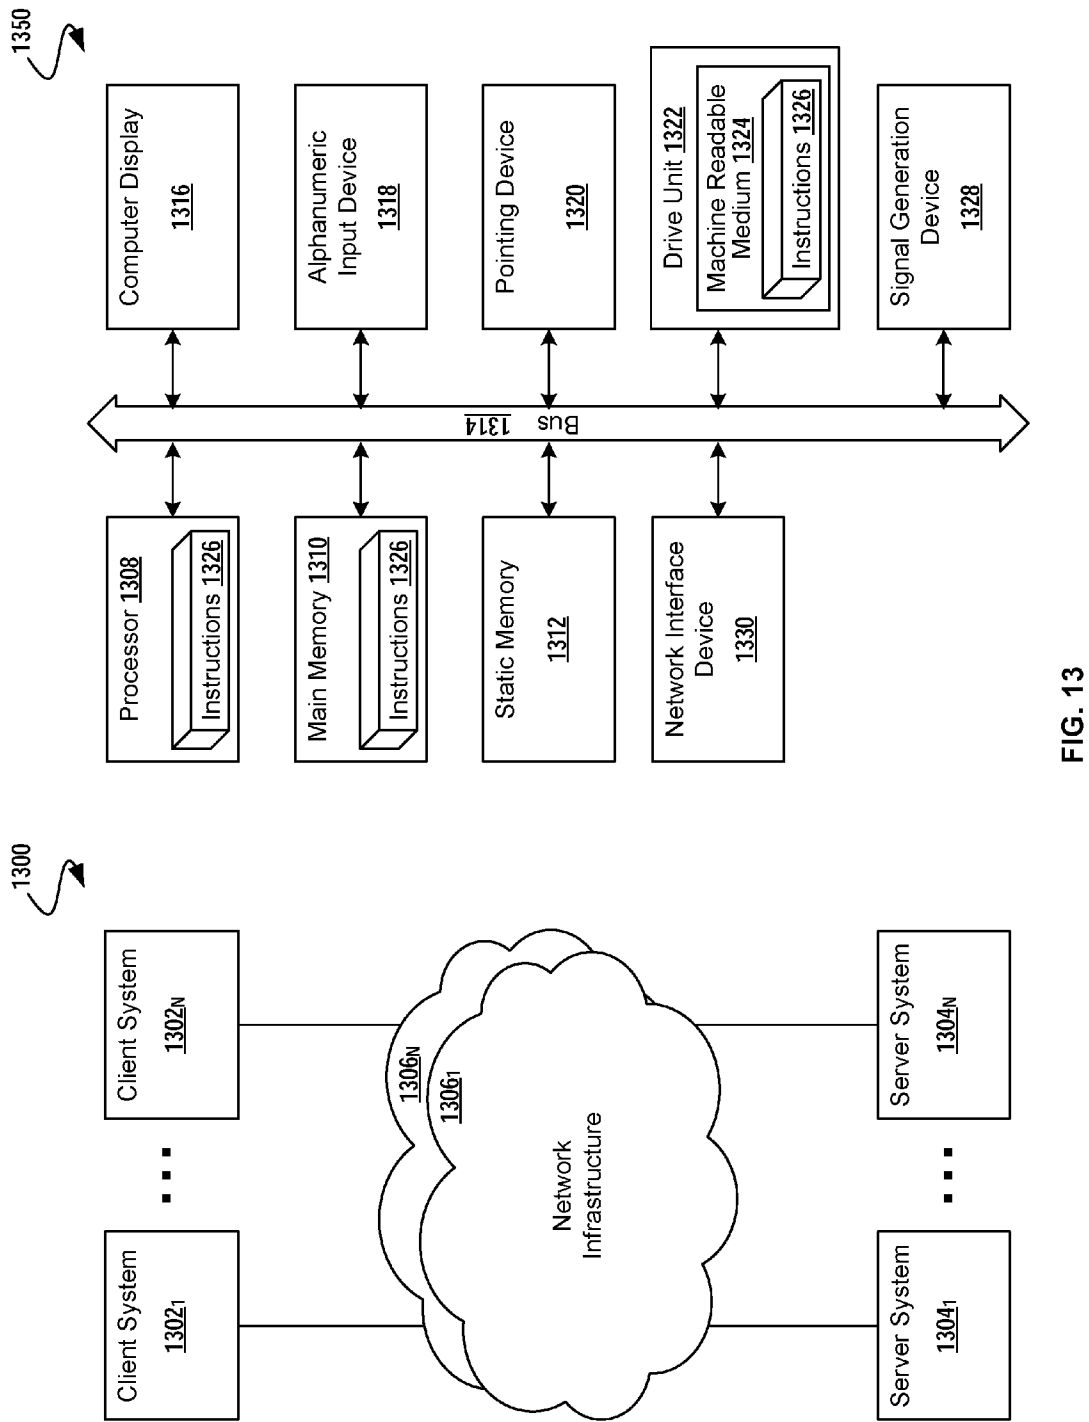 1300
Client System
1302₁
Client System
1302N
1306N
1306₁
Network
Infrastructure
Server System
1304₁
Server System
1304N
1350
Processor 1308
Instructions 1326
Main Memory 1310
Instructions 1326
Static Memory
1312
Network Interface
Device
1330
Bus 1314
Computer Display
1316
Alphanumeric
Input Device
1318
Pointing Device
1320
Drive Unit 1322
Machine Readable
Medium 1324
Instructions 1326
Signal Generation
Device
1328
FIG. 13